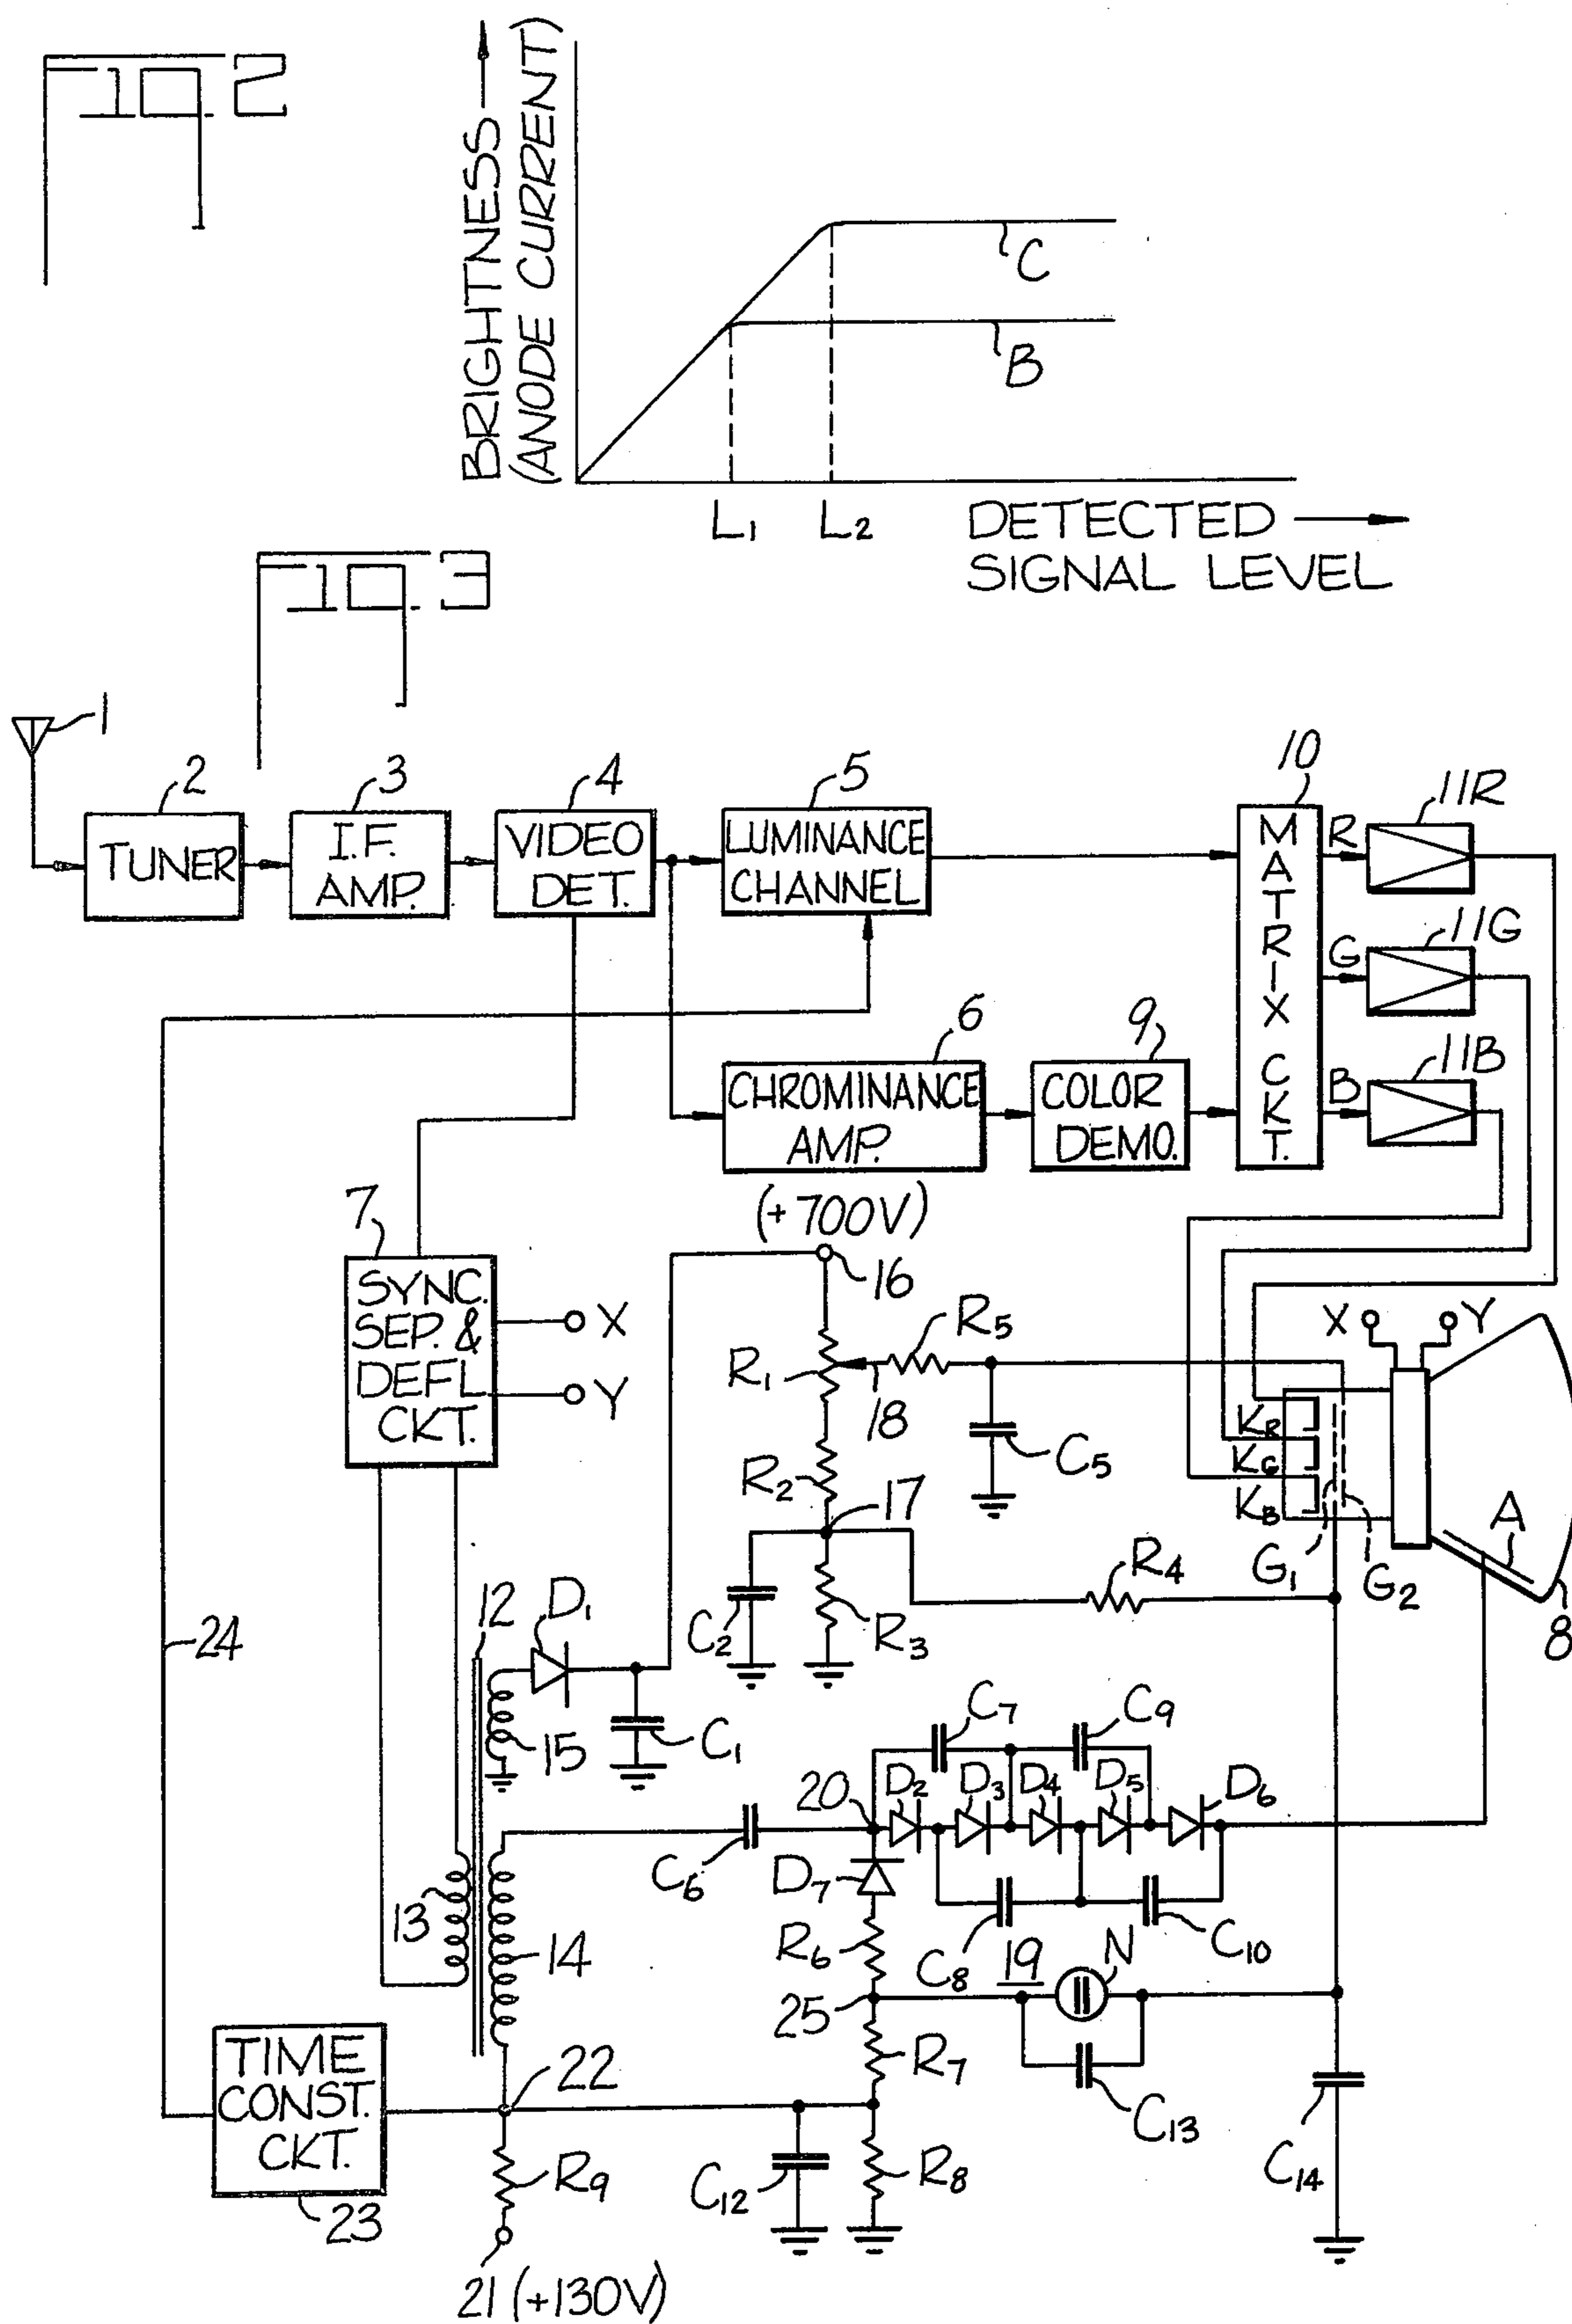 Fig. 2
BRIGHTNESS
(ANODE CURRENT)
C
B
L1
L2
DETECTED
SIGNAL LEVEL
Fig. 3
1
2
TUNER
3
I.F.
AMP.
4
VIDEO
DET.
5
LUMINANCE
CHANNEL
10
MATRIX CKT.
R
11R
G
11G
B
11B
6
CHROMINANCE
AMP.
9
COLOR
DEMO.
7
SYNC.
SEP. &
DEFL
CKT.
X
Y
(+700V)
16
R1
18
R5
C5
R2
17
C2
R3
R4
X
Y
KR
KG
KB
G1
G2
A
8
24
12
D1
15
C1
13
14
C6
20
C7
C9
D2
D3
D4
D5
D6
D7
C8
C10
R6
19
N
25
R7
C13
C14
TIME
CONST.
CKT.
23
22
R9
C12
R8
21 (+130V)